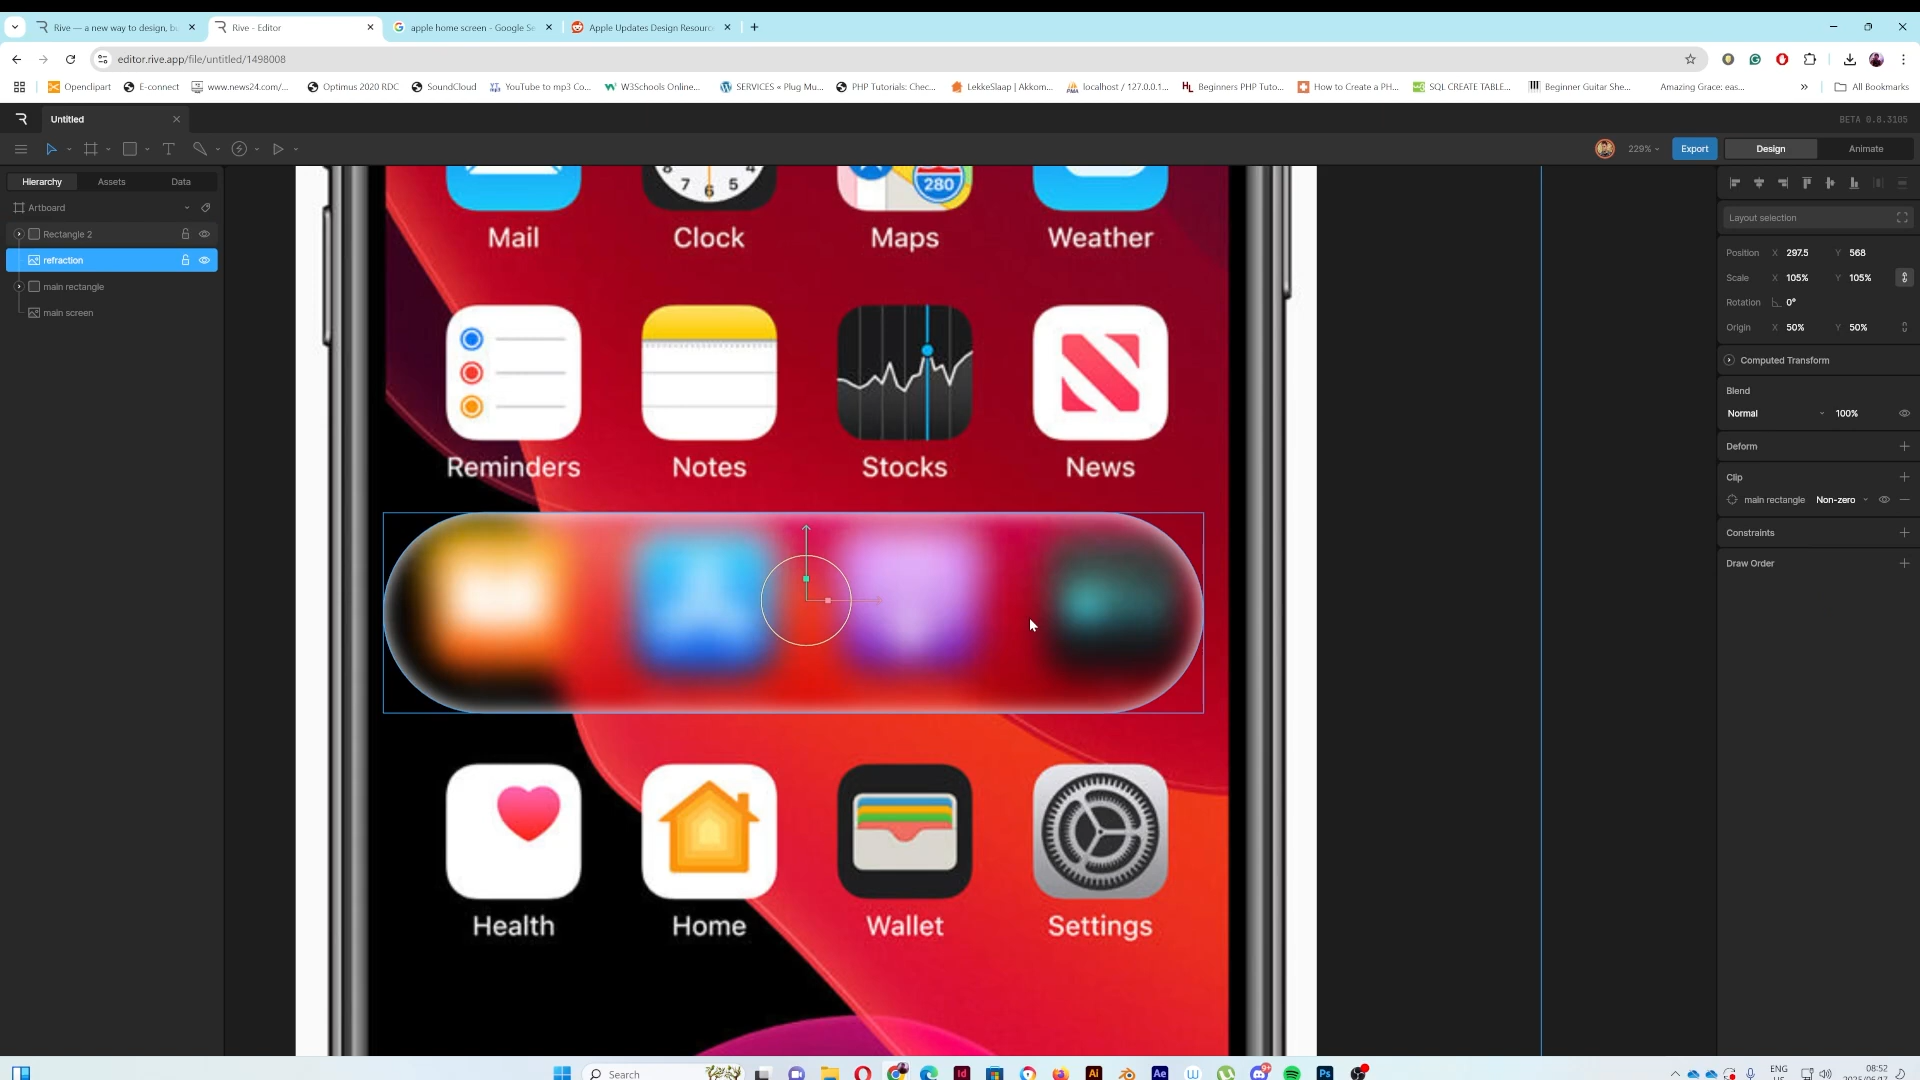 Rive — a new way to design, bu
Rive - Editor
apple home screen - Google Se
Apple Updates Design Resourc
editor.rive.app/file/untitled/1498008
Openclipart
E-connect
www.news24.com/...
Optimus 2020 RDC
SoundCloud
YouTube to mp3 Co...
W3Schools Online...
SERVICES « Plug Mu...
PHP Tutorials: Chec...
LekkeSlaap | Akkom...
localhost / 127.0.0.1...
Beginners PHP Tuto...
How to Create a PH...
SQL CREATE TABLE...
Beginner Guitar She...
Amazing Grace: eas...
All Bookmarks
Untitled
BETA 0.8.3105
229%
Export
Design
Animate
Hierarchy
Assets
Data
Artboard
Rectangle 2
refraction
main rectangle
main screen
7 6 5
280
Mail
Clock
Maps
Weather
Reminders
Notes
Stocks
News
Health
Home
Wallet
Settings
Layout selection
Position X 297.5 Y 568
Scale X 105% Y 105%
Rotation 0°
Origin X 50% Y 50%
Computed Transform
Blend
Normal 100%
Deform
Clip
main rectangle Non-zero
Constraints
Draw Order
Search
ENG
08:52